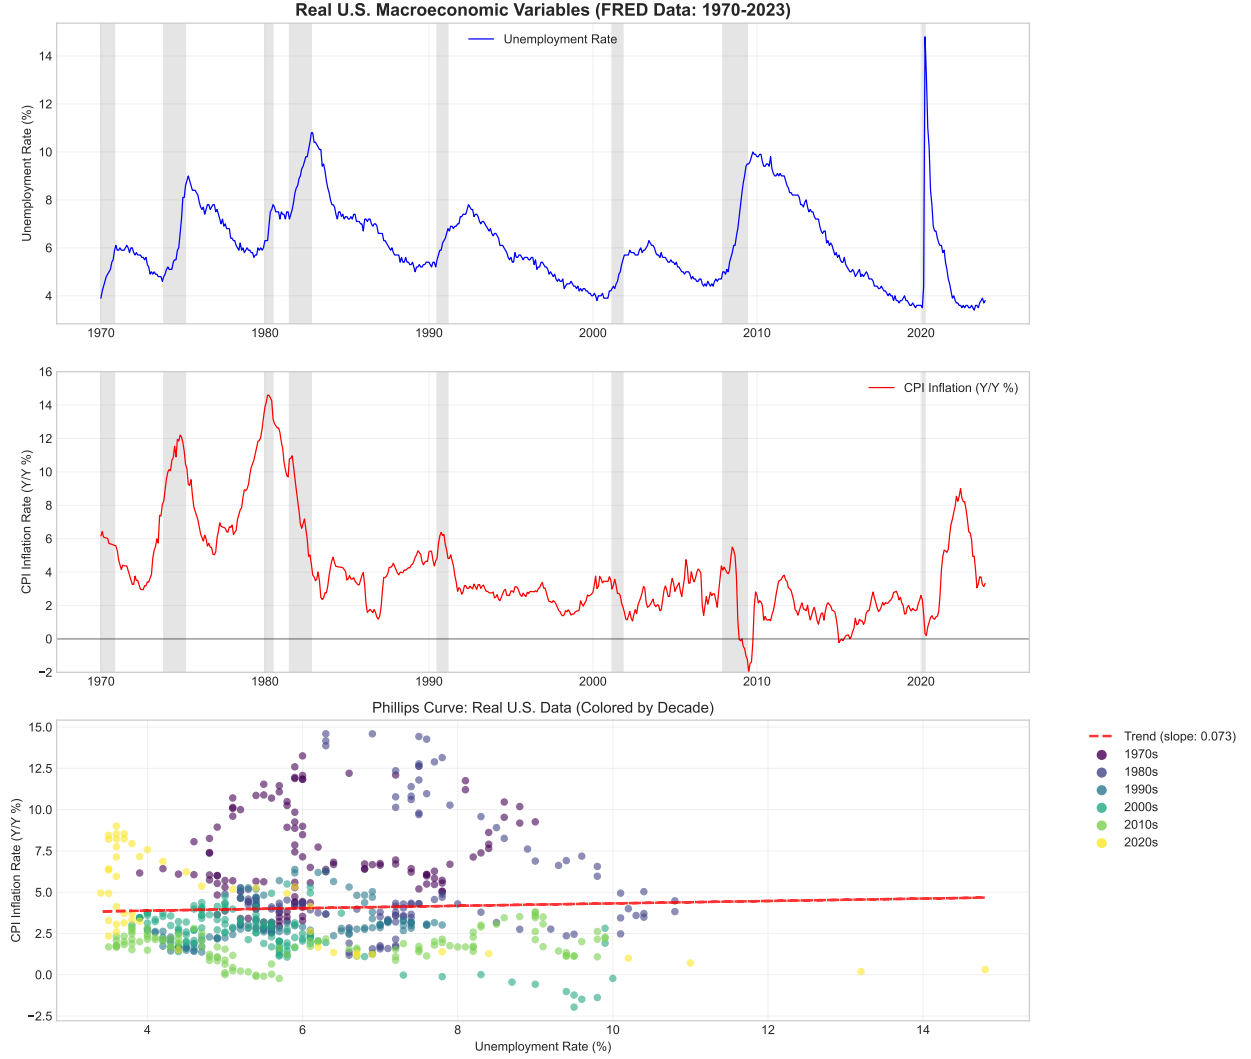 Real U.S. Macroeconomic Variables (FRED Data: 1970-2023)
Unemployment Rate
Unemployment Rate (%)
14
12
10
8
6
4
1970 1980 1990 2000 2010 2020
CPI Inflation (Y/Y %)
CPI Inflation Rate (Y/Y %)
16
14
12
10
8
6
4
2
0
−2
1970 1980 1990 2000 2010 2020
Phillips Curve: Real U.S. Data (Colored by Decade)
CPI Inflation Rate (Y/Y %)
15.0
12.5
10.0
7.5
5.0
2.5
0.0
−2.5
4 6 8 10 12 14
Unemployment Rate (%)
Trend (slope: 0.073)
1970s
1980s
1990s
2000s
2010s
2020s